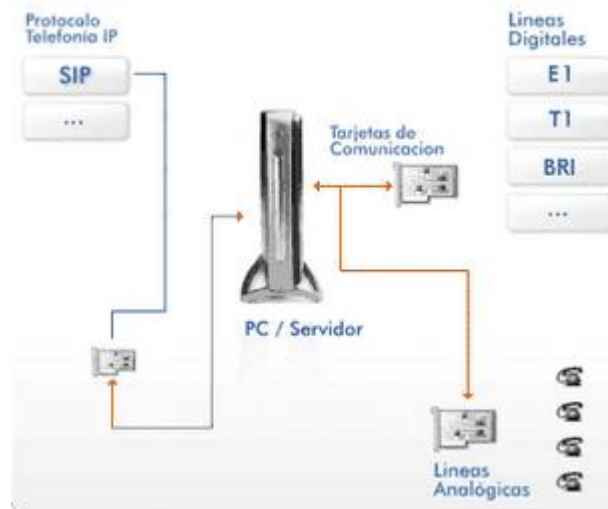 Protocolo
Telefonía IP
SIP
...
Lineas
Digitales
E1
T1
BRI
...
Tarjetas de
Comunicacion
PC / Servidor
Lineas
Analógicas